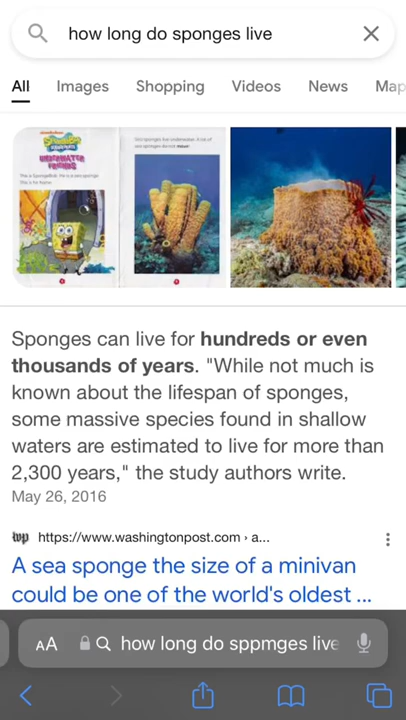 how long do sponges live
All Images Shopping Videos News Map
UNDERWATER
FRIENDS
Sponges can live for hundreds or even
thousands of years. "While not much is
known about the lifespan of sponges,
some massive species found in shallow
waters are estimated to live for more than
2,300 years," the study authors write.
May 26, 2016
wp https://www.washingtonpost.com › a...
A sea sponge the size of a minivan
could be one of the world's oldest ...
AA how long do sppmges live